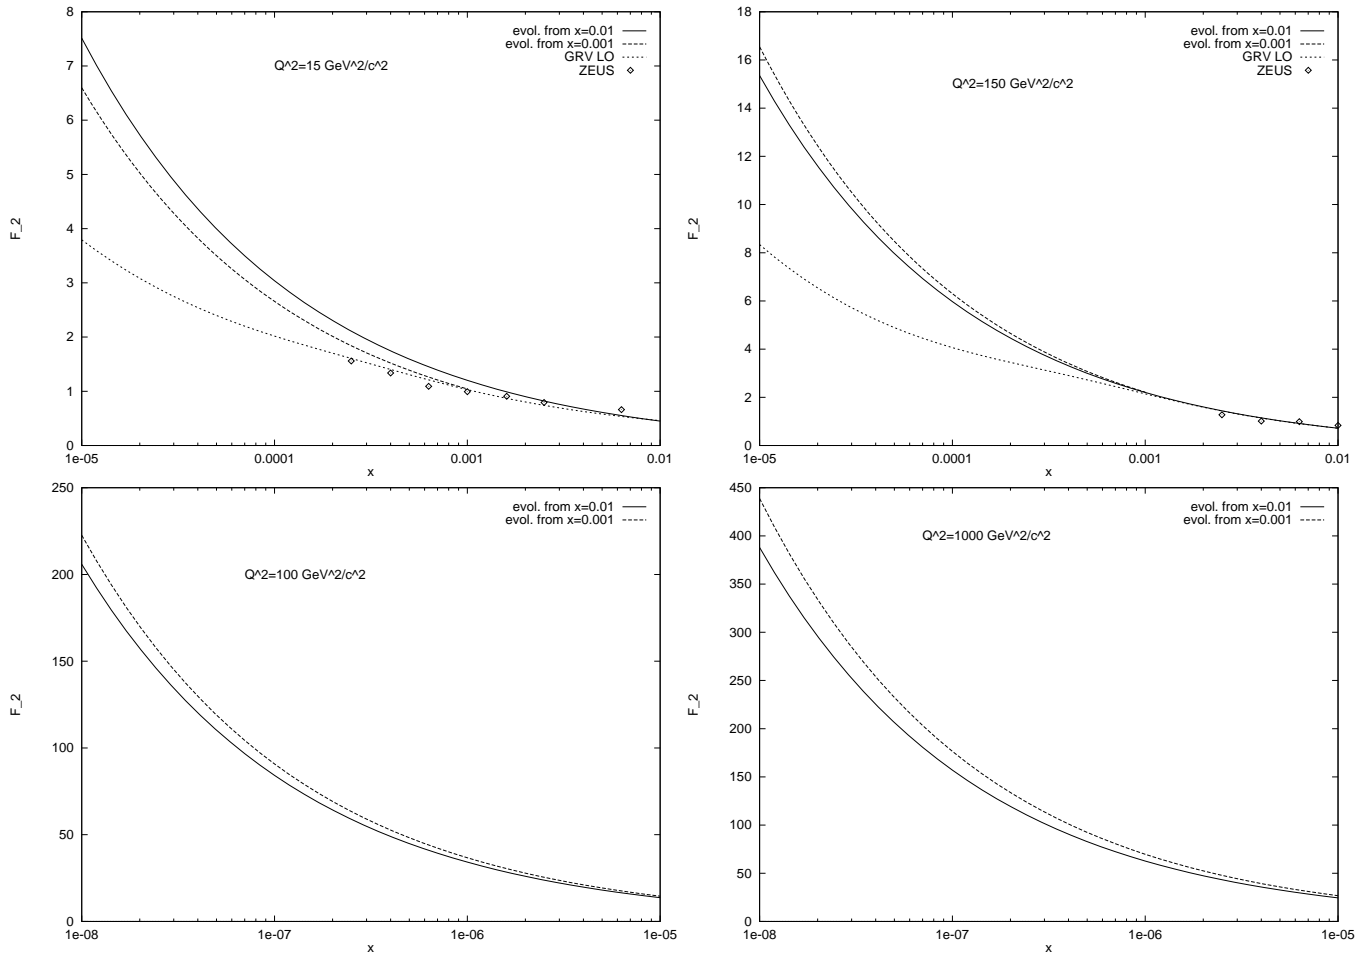 8
7
6
5
4
3
2
1
0
F_2
evol. from x=0.01
evol. from x=0.001
GRV LO
ZEUS
Q^2=15 GeV^2/c^2
1e-05 0.0001 0.001 0.01
x
18
16
14
12
10
8
6
4
2
0
F_2
evol. from x=0.01
evol. from x=0.001
GRV LO
ZEUS
Q^2=150 GeV^2/c^2
1e-05 0.0001 0.001 0.01
x
250
200
150
100
50
0
F_2
evol. from x=0.01
evol. from x=0.001
Q^2=100 GeV^2/c^2
1e-08 1e-07 1e-06 1e-05
x
450
400
350
300
250
200
150
100
50
0
F_2
evol. from x=0.01
evol. from x=0.001
Q^2=1000 GeV^2/c^2
1e-08 1e-07 1e-06 1e-05
x